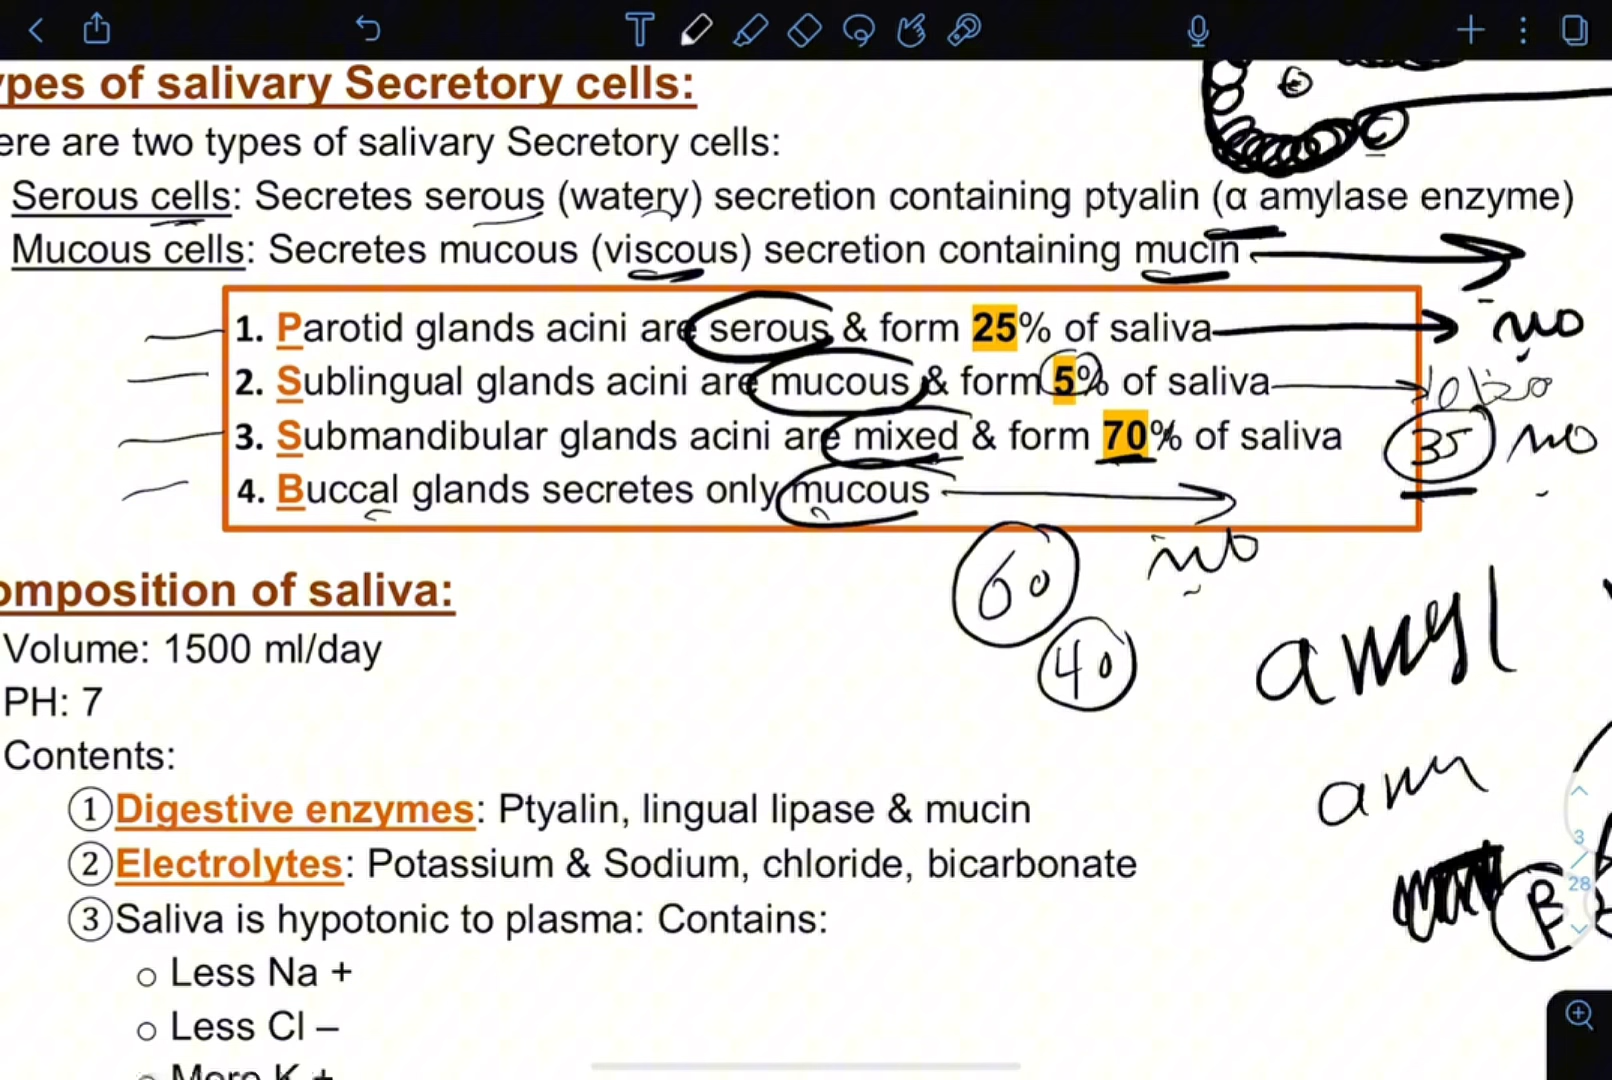 ypes of salivary Secretory cells:
ere are two types of salivary Secretory cells:
Serous cells: Secretes serous (watery) secretion containing ptyalin (α amylase enzyme)
Mucous cells: Secretes mucous (viscous) secretion containing mucin
1. Parotid glands acini are serous & form 25% of saliva
2. Sublingual glands acini are mucous & form 5% of saliva
3. Submandibular glands acini are mixed & form 70% of saliva
35
4. Buccal glands secretes only mucous
60
40
omposition of saliva:
amyl
Volume: 1500 ml/day
PH: 7
Contents:
am
① Digestive enzymes: Ptyalin, lingual lipase & mucin
② Electrolytes: Potassium & Sodium, chloride, bicarbonate
3
/
28
β
③ Saliva is hypotonic to plasma: Contains:
o Less Na +
o Less Cl –
More K +